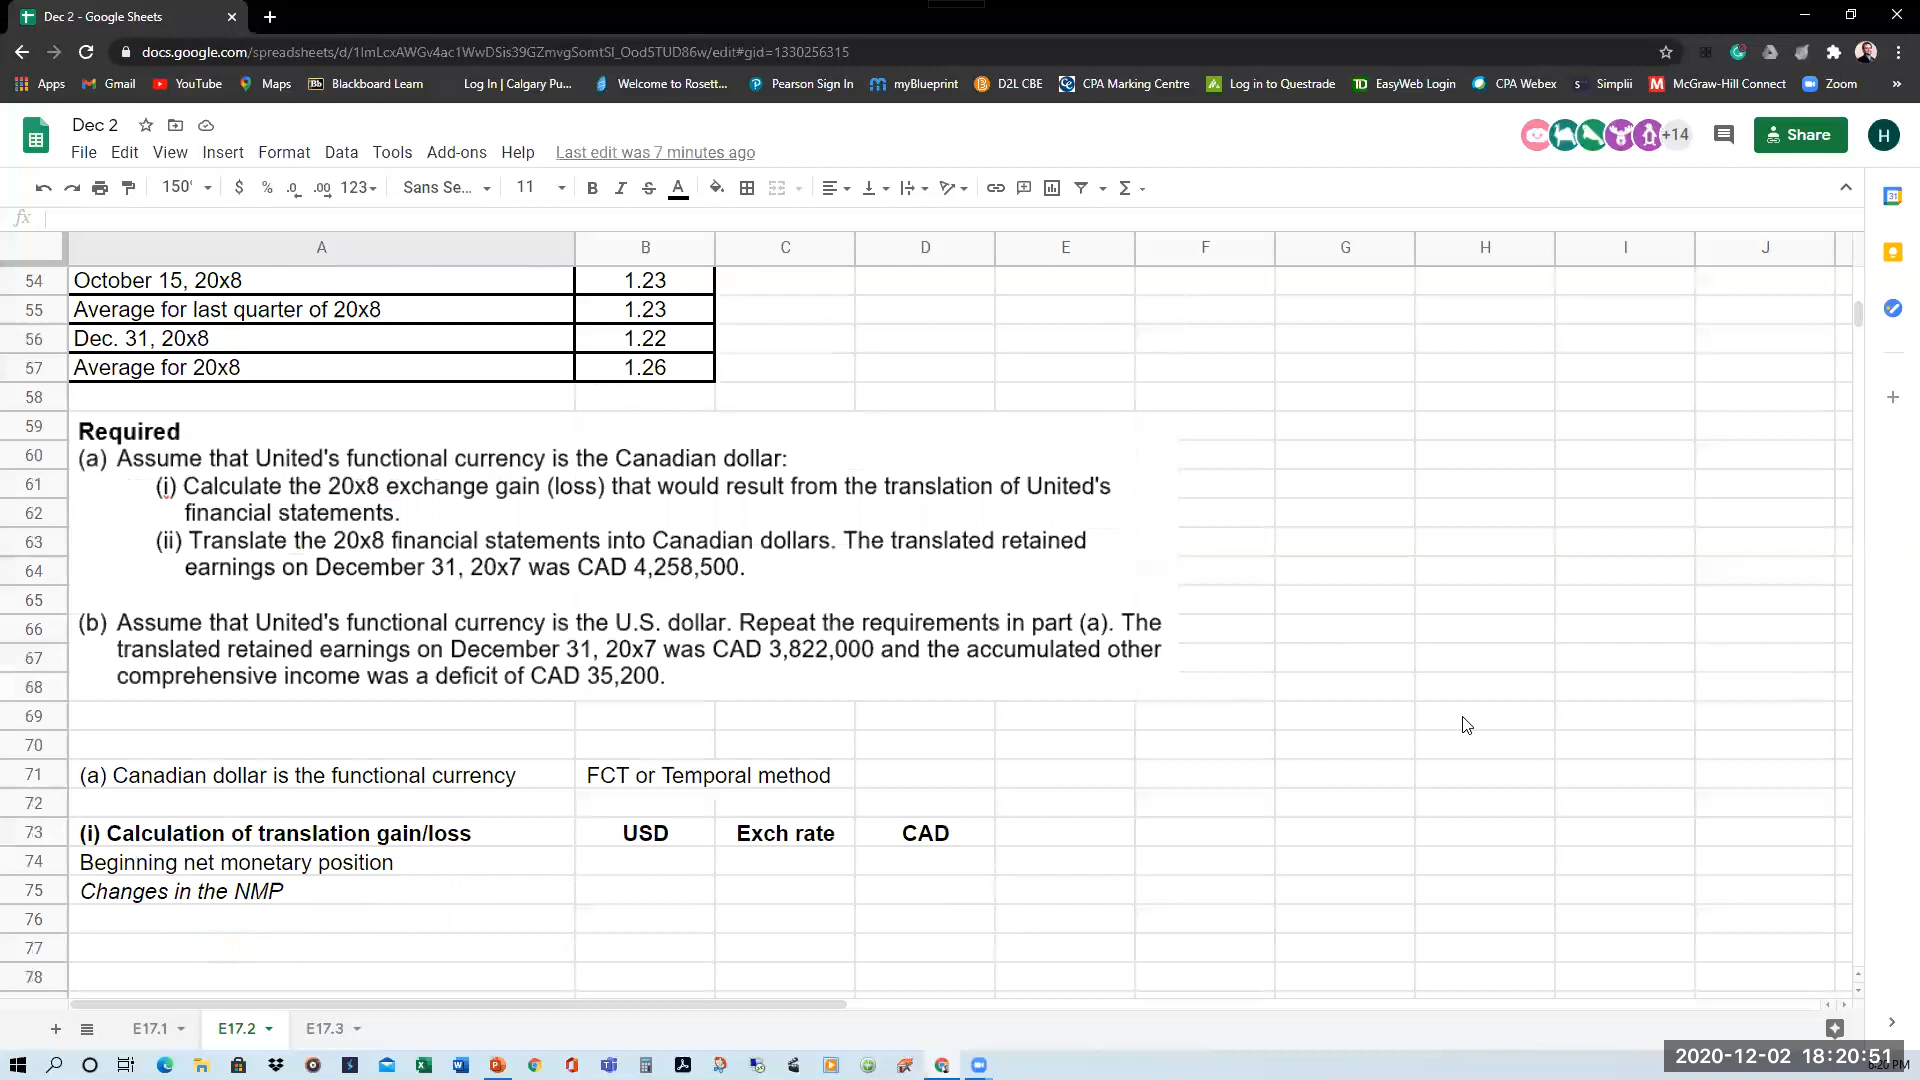 Dec 2 - Google Sheets
docs.google.com/spreadsheets/d/1lmLcxAWGv4ac1WwDSis39GZmvgSomtSl_Ood5TUD86w/edit#gid=1330256315
Apps Gmail YouTube Maps Bb Blackboard Learn Log In | Calgary Pu... Welcome to Rosett... Pearson Sign In myBlueprint D2L CBE CPA Marking Centre Log in to Questrade TD EasyWeb Login CPA Webex Simplii McGraw-Hill Connect Zoom »
Dec 2
+14 Share H
File Edit View Insert Format Data Tools Add-ons Help Last edit was 7 minutes ago
150% $ % .0 .00 123 Sans Se... 11 B I S A
fx
A B C D E F G H I J
54 October 15, 20x8 1.23
55 Average for last quarter of 20x8 1.23
56 Dec. 31, 20x8 1.22
57 Average for 20x8 1.26
58
59 Required
60 (a) Assume that United's functional currency is the Canadian dollar:
61 (i) Calculate the 20x8 exchange gain (loss) that would result from the translation of United's
62 financial statements.
63 (ii) Translate the 20x8 financial statements into Canadian dollars. The translated retained
64 earnings on December 31, 20x7 was CAD 4,258,500.
65
66 (b) Assume that United's functional currency is the U.S. dollar. Repeat the requirements in part (a). The
67 translated retained earnings on December 31, 20x7 was CAD 3,822,000 and the accumulated other
68 comprehensive income was a deficit of CAD 35,200.
69
70
71 (a) Canadian dollar is the functional currency FCT or Temporal method
72
73 (i) Calculation of translation gain/loss USD Exch rate CAD
74 Beginning net monetary position
75 Changes in the NMP
76
77
78
E17.1 E17.2 E17.3
2020-12-02 18:20:51